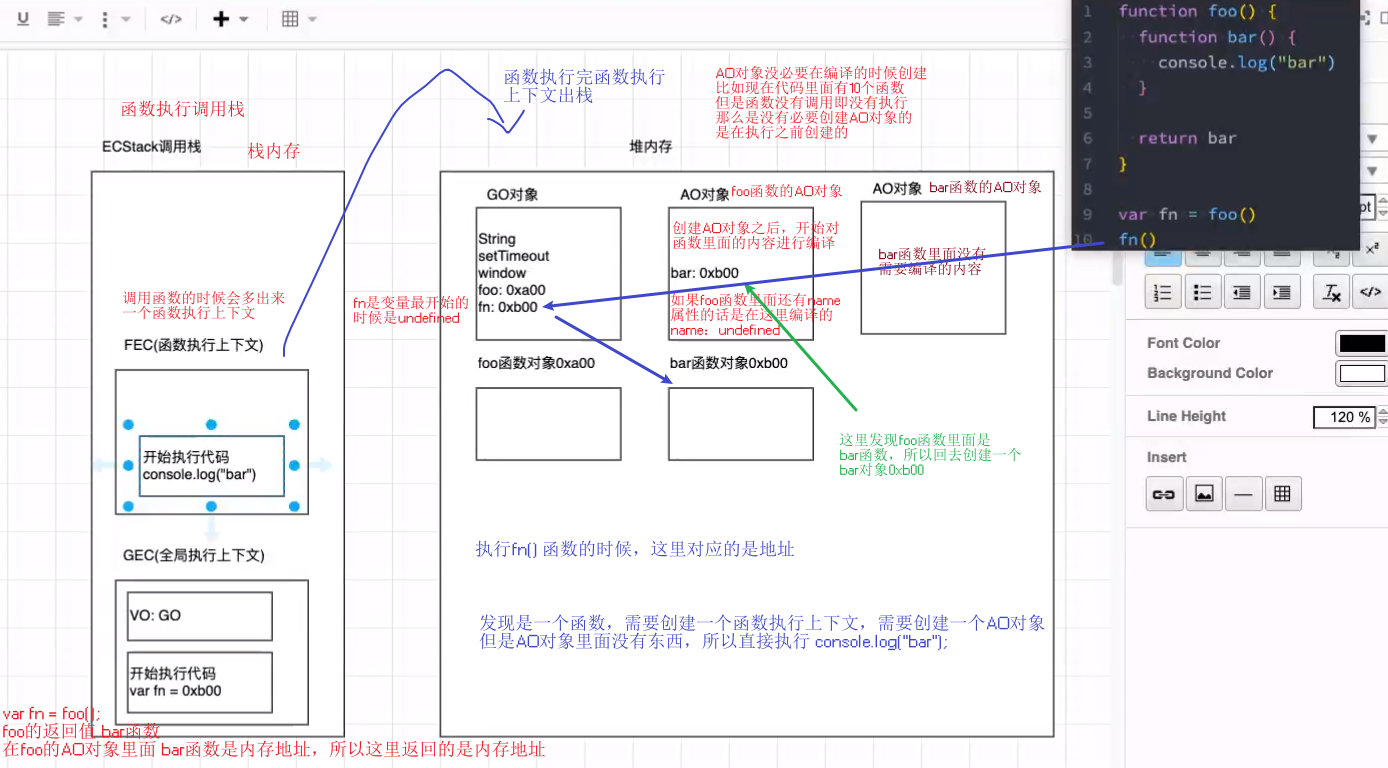 U
</>
函数执行调用栈
ECStack调用栈
栈内存
函数执行完函数执行
上下文出栈
AO对象没必要在编译的时候创建
比如现在代码里面有10个函数
但是函数没有调用即没有执行
那么是没有必要创建AO对象的
是在执行之前创建的
堆内存
1 function foo() {
2 function bar() {
3 console.log("bar")
4 }
5
6 return bar
7 }
8
9 var fn = foo()
10 fn()
pt
GO对象
String
setTimeout
window
foo: 0xa00
fn: 0xb00
AO对象
foo函数的AO对象
创建AO对象之后，开始对
函数里面的内容进行编译
bar: 0xb00
如果foo函数里面还有name
属性的话是在这里编译的
name：undefined
AO对象
bar函数的AO对象
bar函数里面没有
需要编译的内容
调用函数的时候会多出来
一个函数执行上下文
fn是变量最开始的
时候是undefined
FEC(函数执行上下文)
foo函数对象0xa00
bar函数对象0xb00
开始执行代码
console.log("bar")
这里发现foo函数里面是
bar函数，所以回去创建一个
bar对象0xb00
GEC(全局执行上下文)
VO: GO
开始执行代码
var fn = 0xb00
执行fn() 函数的时候，这里对应的是地址
发现是一个函数，需要创建一个函数执行上下文，需要创建一个AO对象
但是AO对象里面没有东西，所以直接执行 console.log("bar");
var fn = foo();
foo的返回值 bar函数
在foo的AO对象里面 bar函数是内存地址，所以这里返回的是内存地址
</>
Font Color
Background Color
Line Height
120 %
Insert